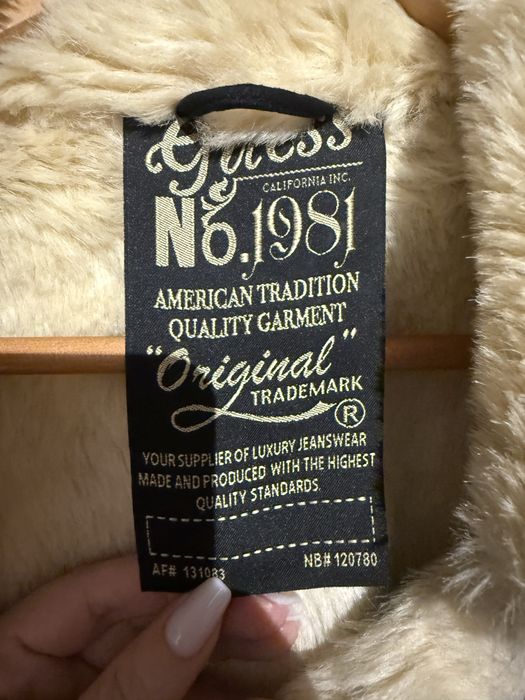 Guess
CALIFORNIA INC.
No. 1981
AMERICAN TRADITION
QUALITY GARMENT
"Original"
TRADEMARK
®
YOUR SUPPLIER OF LUXURY JEANSWEAR
MADE AND PRODUCED WITH THE HIGHEST
QUALITY STANDARDS.
AF# 131083 NB# 120780